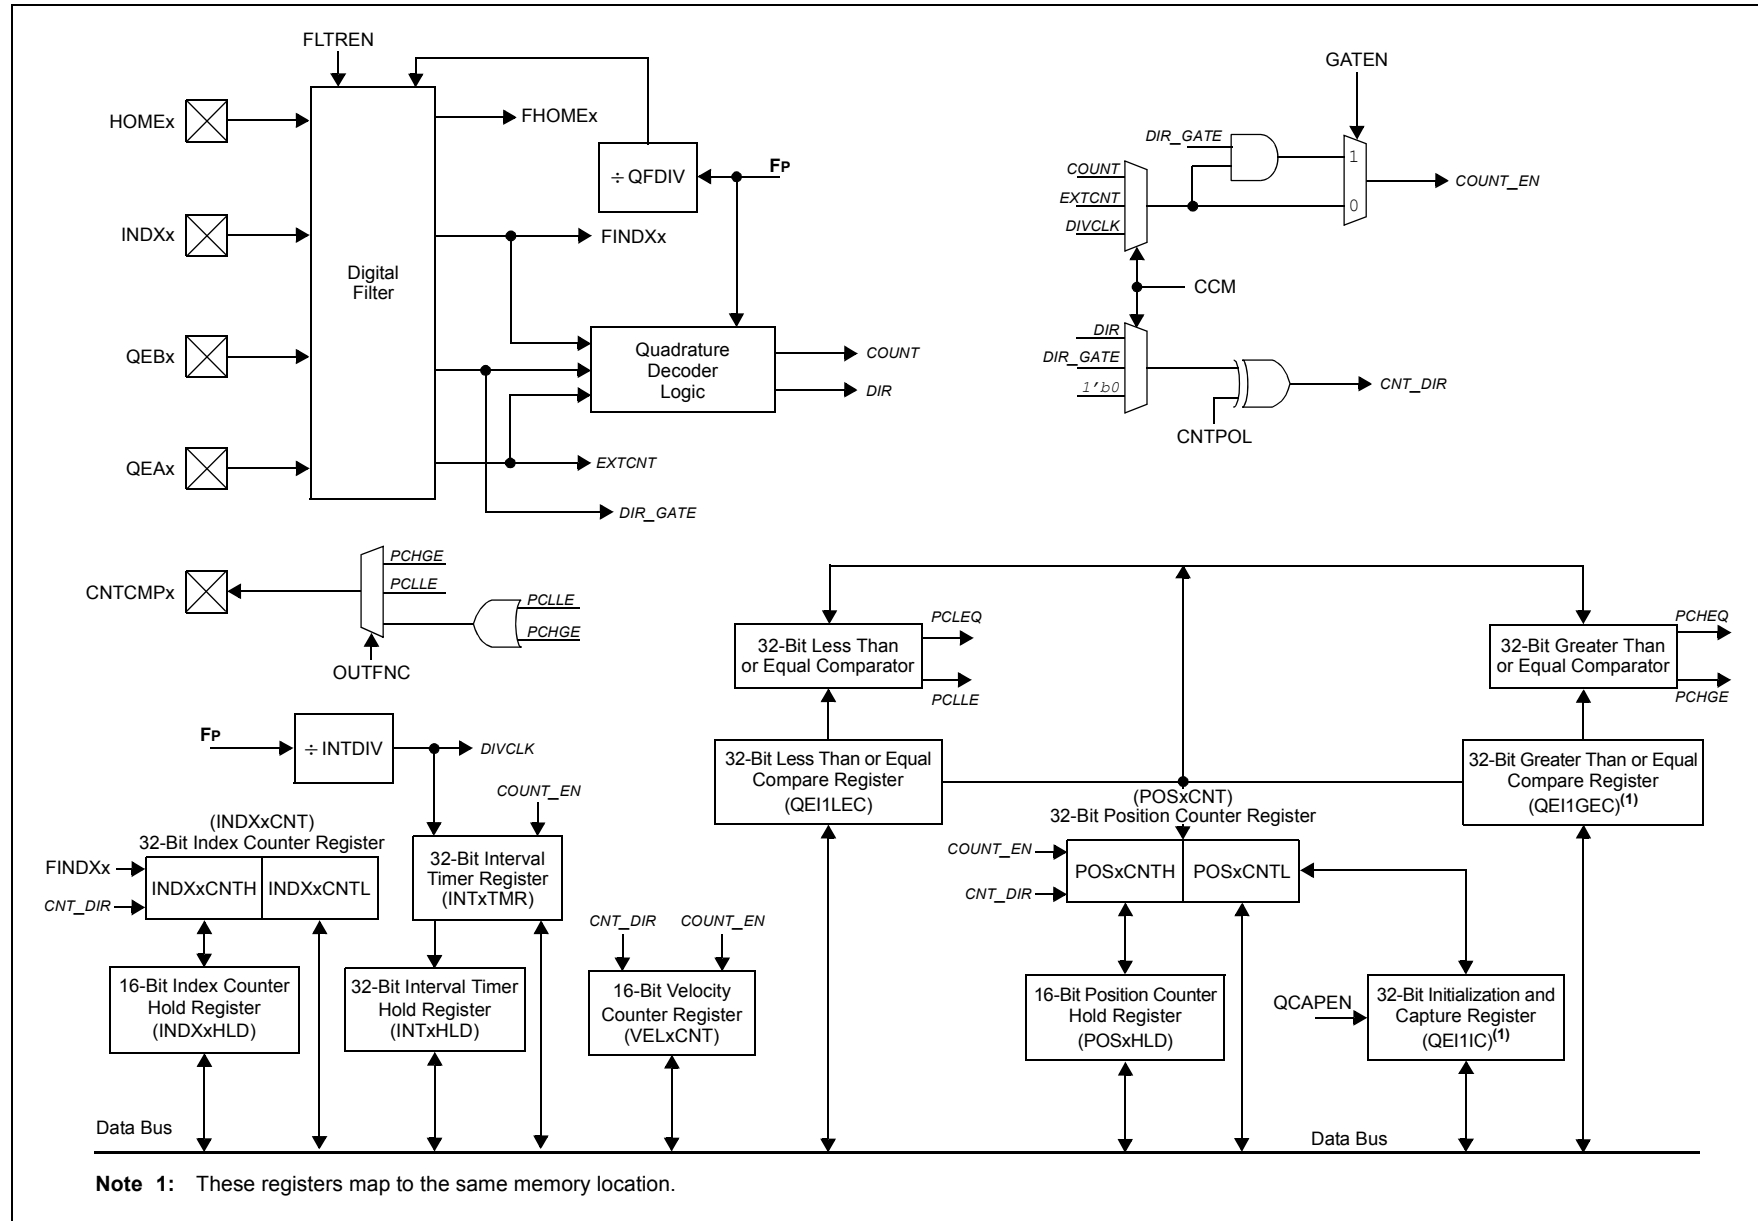 FLTREN
HOMEx
FHOMEx
÷ QFDIV
FP
INDXx
FINDXx
Digital
Filter
QEBx
Quadrature
Decoder
Logic
COUNT
DIR
QEAx
EXTCNT
DIR_GATE
GATEN
DIR_GATE
COUNT
EXTCNT
DIVCLK
1
0
COUNT_EN
CCM
DIR
DIR_GATE
1'b0
CNT_DIR
CNTPOL
CNTCMPx
PCHGE
PCLLE
PCLLE
PCHGE
OUTFNC
32-Bit Less Than
or Equal Comparator
PCLEQ
PCLLE
32-Bit Greater Than
or Equal Comparator
PCHEQ
PCHGE
FP
÷ INTDIV
DIVCLK
COUNT_EN
32-Bit Less Than or Equal
Compare Register
(QEI1LEC)
32-Bit Greater Than or Equal
Compare Register
(QEI1GEC)(1)
(INDXxCNT)
32-Bit Index Counter Register
FINDXx
CNT_DIR
INDXxCNTH
INDXxCNTL
32-Bit Interval
Timer Register
(INTxTMR)
(POSxCNT)
32-Bit Position Counter Register
COUNT_EN
CNT_DIR
POSxCNTH
POSxCNTL
CNT_DIR
COUNT_EN
16-Bit Index Counter
Hold Register
(INDXxHLD)
32-Bit Interval Timer
Hold Register
(INTxHLD)
16-Bit Velocity
Counter Register
(VELxCNT)
16-Bit Position Counter
Hold Register
(POSxHLD)
QCAPEN
32-Bit Initialization and
Capture Register
(QEI1IC)(1)
Data Bus
Data Bus
Note 1: These registers map to the same memory location.